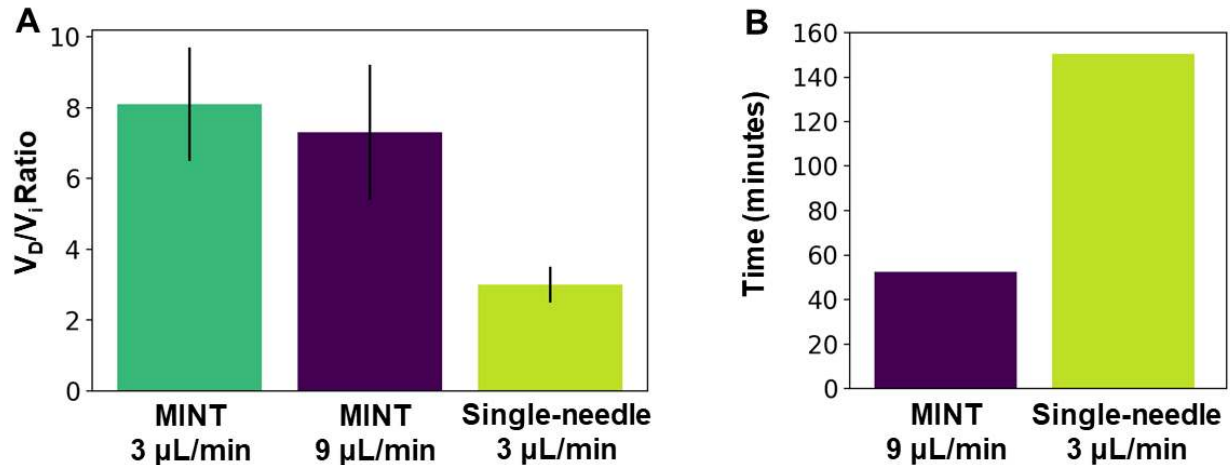 A
V_D/V_i Ratio
10
8
6
4
2
0
MINT
3 µL/min
MINT
9 µL/min
Single-needle
3 µL/min
B
Time (minutes)
160
140
120
100
80
60
40
20
0
MINT
9 µL/min
Single-needle
3 µL/min